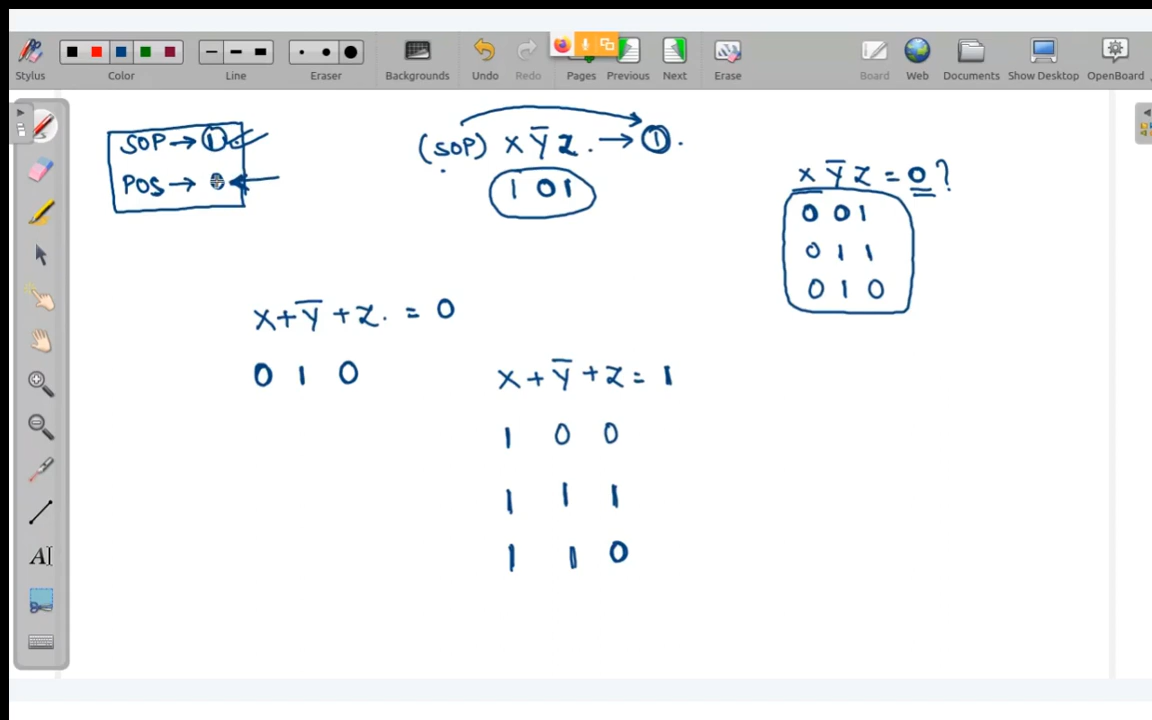 Stylus Color Line Eraser Backgrounds Undo Redo Pages Previous Next Erase Board Web Documents Show Desktop OpenBoard
SOP → 1
POS → 0
(SOP) X Y̅ Z. → 1.
1 0 1
X Y̅ Z = 0?
0 0 1
0 1 1
0 1 0
X + Y̅ + Z. = 0
0 1 0
X + Y̅ + Z = 1
1 0 0
1 1 1
1 1 0
AI